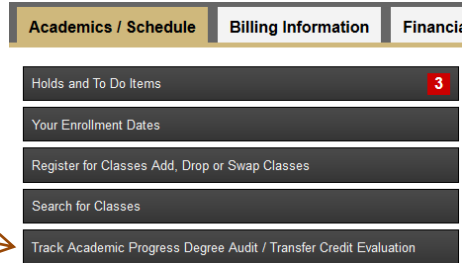 Academics / Schedule Billing Information Financia
Holds and To Do Items 3
Your Enrollment Dates
Register for Classes Add, Drop or Swap Classes
Search for Classes
Track Academic Progress Degree Audit / Transfer Credit Evaluation